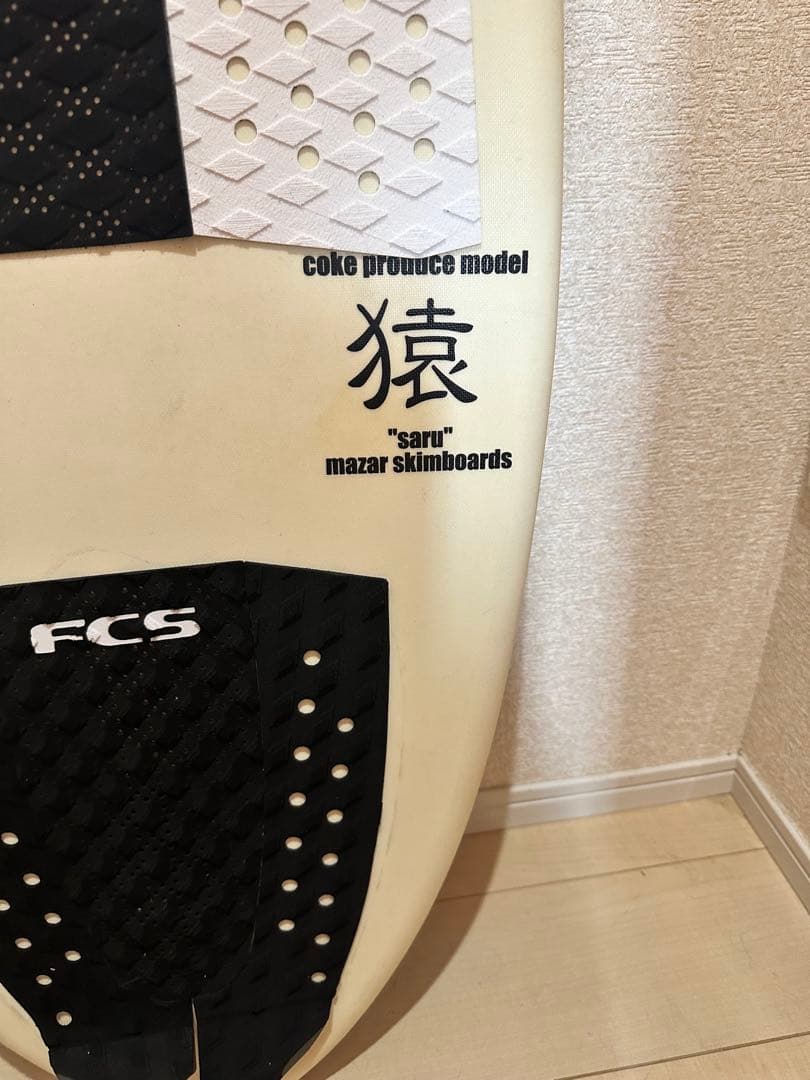 coke produce model
猿
"saru"
mazar skimboards
FCS